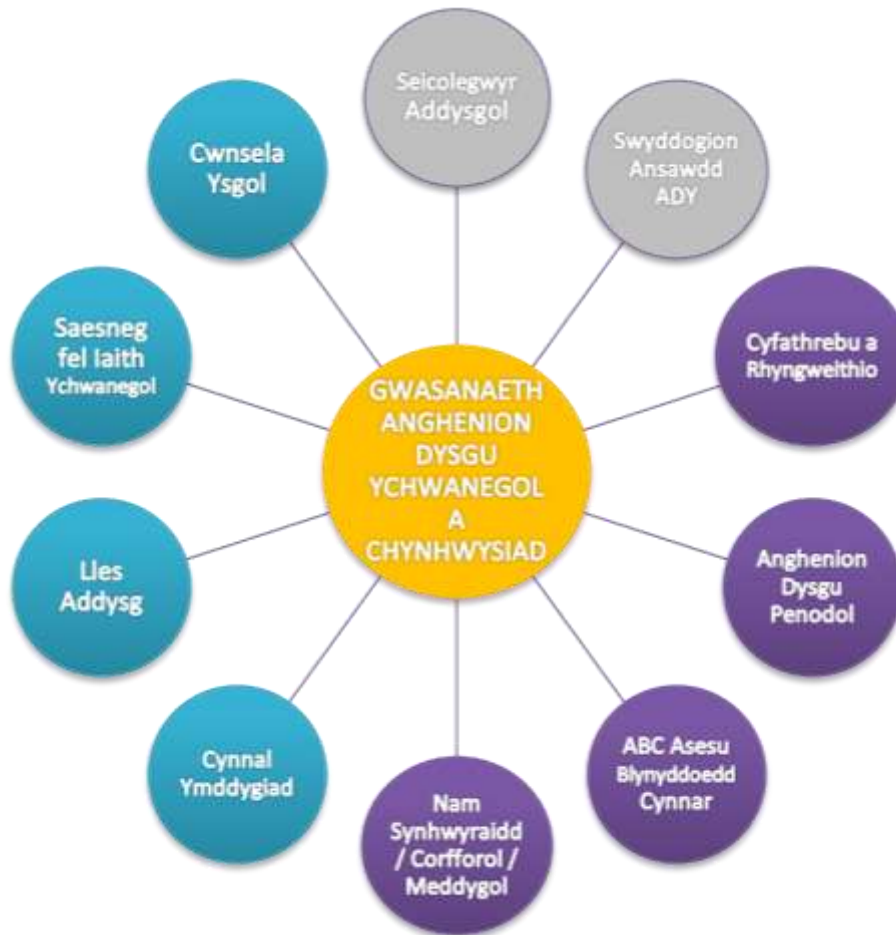 Seicolegwyr
Addysgol
Swyddogion
Ansawdd
ADY
Cyfathrebu a
Rhyngweithio
Anghenion
Dysgu
Penodol
ABC Asesu
Blynyddoedd
Cynnar
Nam
Synhwyraidd
/ Corfforol /
Meddygol
Cynnal
Ymddygiad
Lles
Addysg
Saesneg
fel Iaith
Ychwanegol
Cwnsela
Ysgol
GWASANAETH
ANGHENION
DYSGU
YCHWANEGOL
A
CHYNHWYSIAD